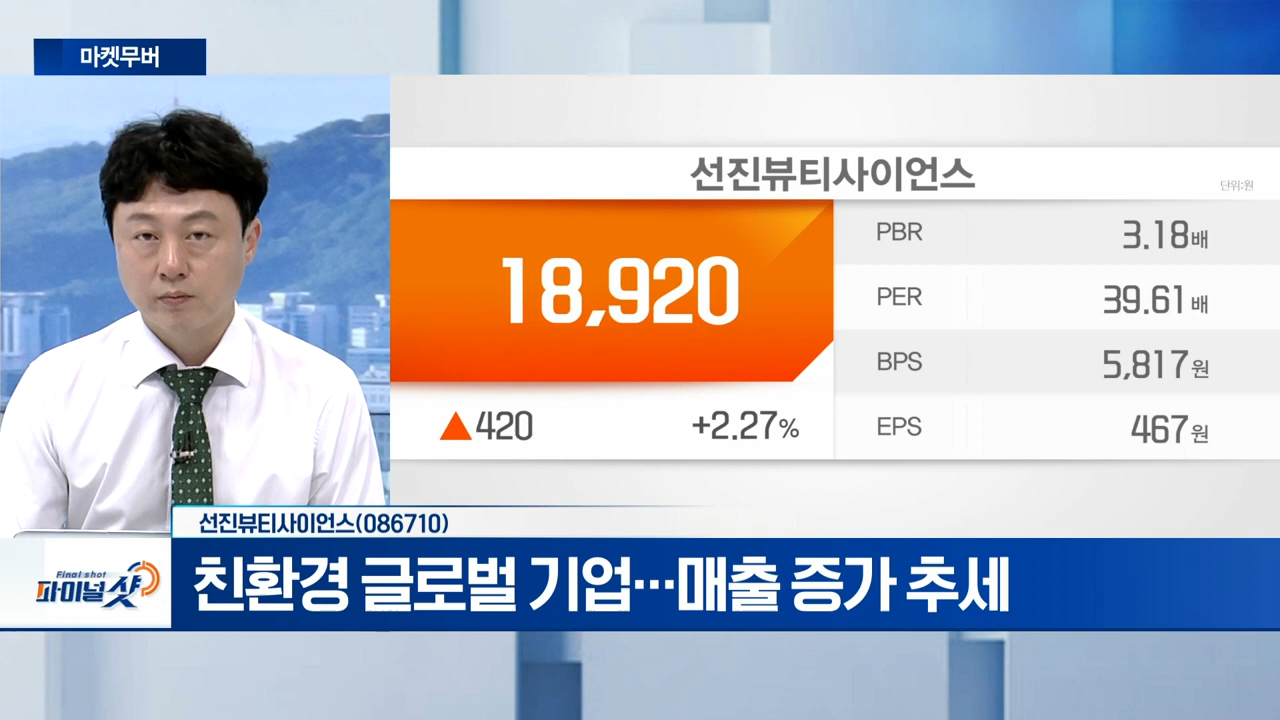 마켓무버
선진뷰티사이언스
단위:원
18,920
▲420 +2.27%
PBR 3.18배
PER 39.61배
BPS 5,817원
EPS 467원
선진뷰티사이언스(086710)
Final shot
파이널샷
친환경 글로벌 기업…매출 증가 추세